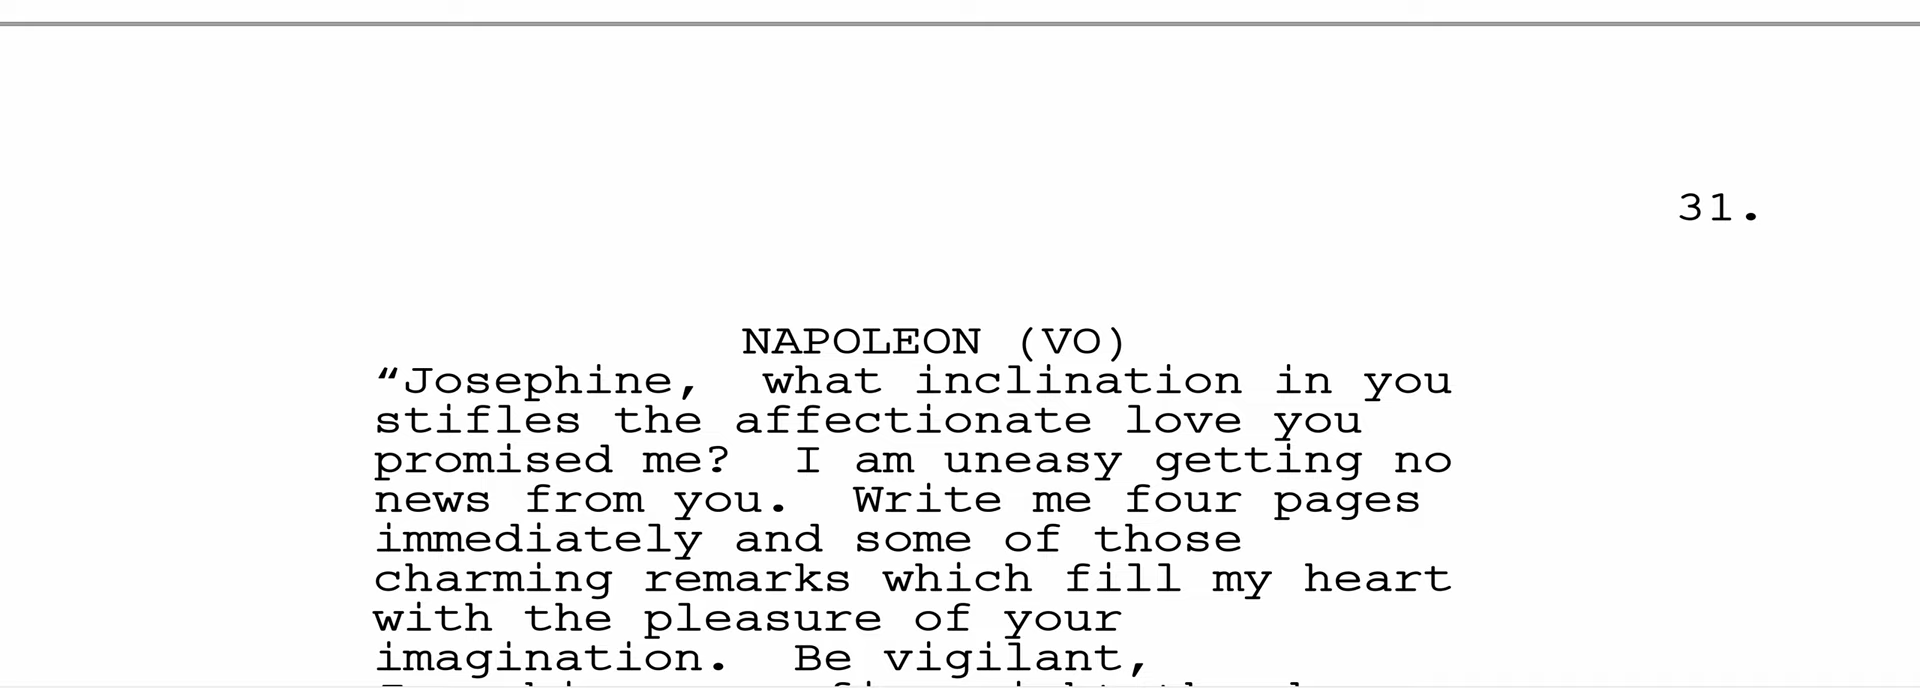 31.
NAPOLEON (VO)
“Josephine,  what inclination in you
stifles the affectionate love you
promised me?  I am uneasy getting no
news from you.  Write me four pages
immediately and some of those
charming remarks which fill my heart
with the pleasure of your
imagination.  Be vigilant,